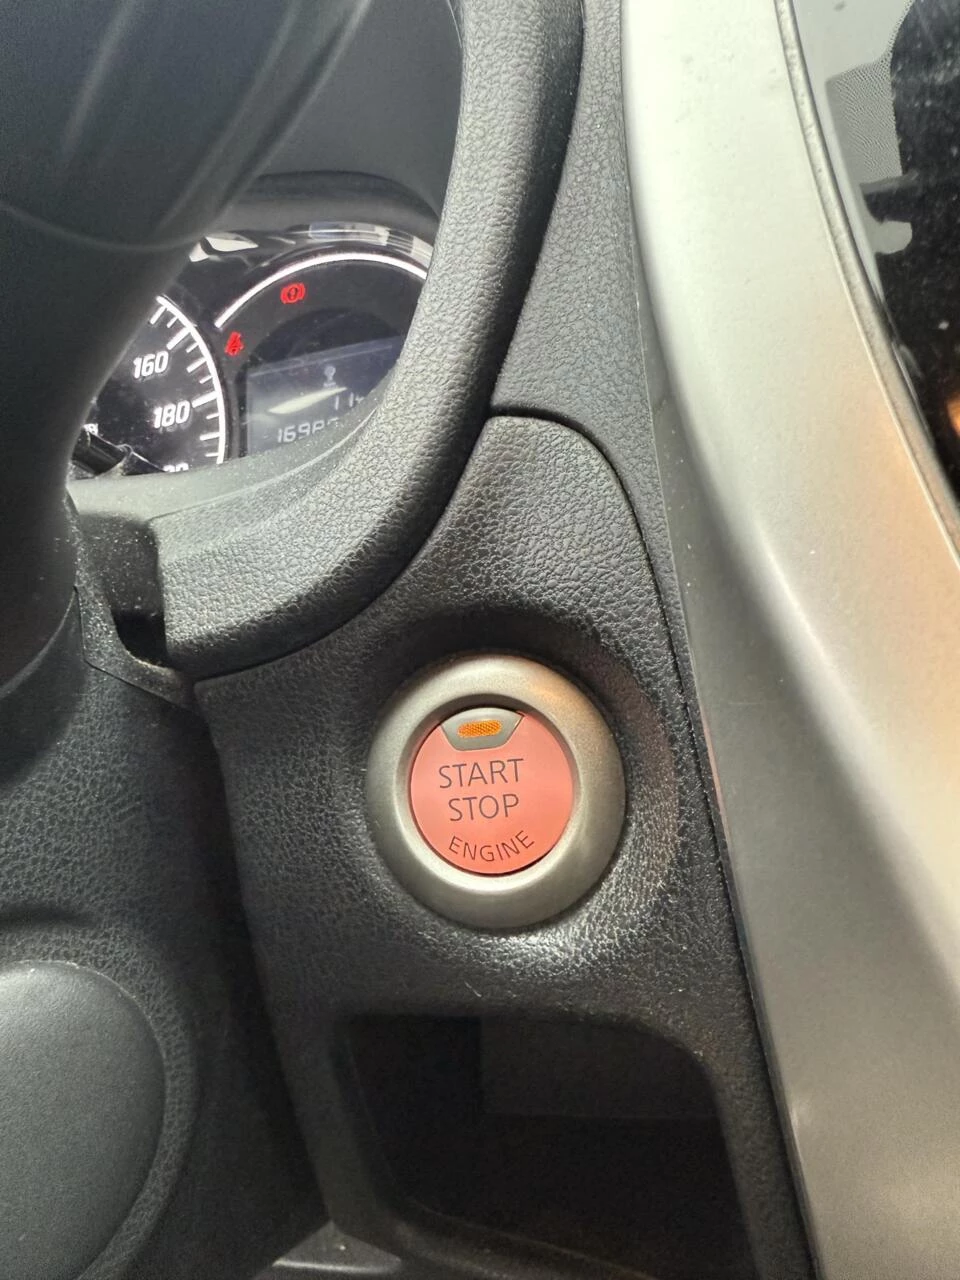 160
180
START
STOP
ENGINE